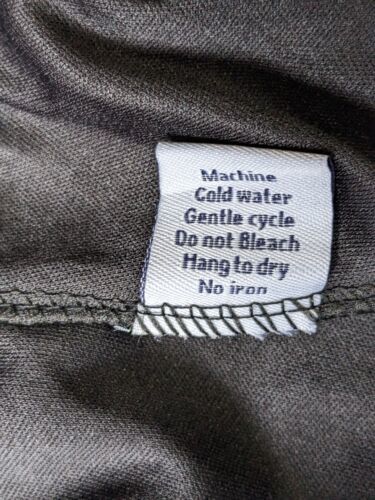 Machine
Cold water
Gentle cycle
Do not Bleach
Hang to dry
No iron